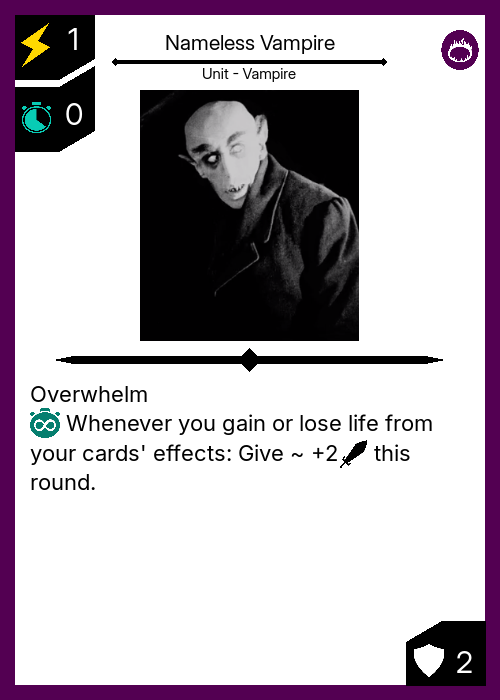 1
Nameless Vampire
Unit - Vampire
0
Overwhelm
Whenever you gain or lose life from
your cards' effects: Give ~ +2 this
round.
2